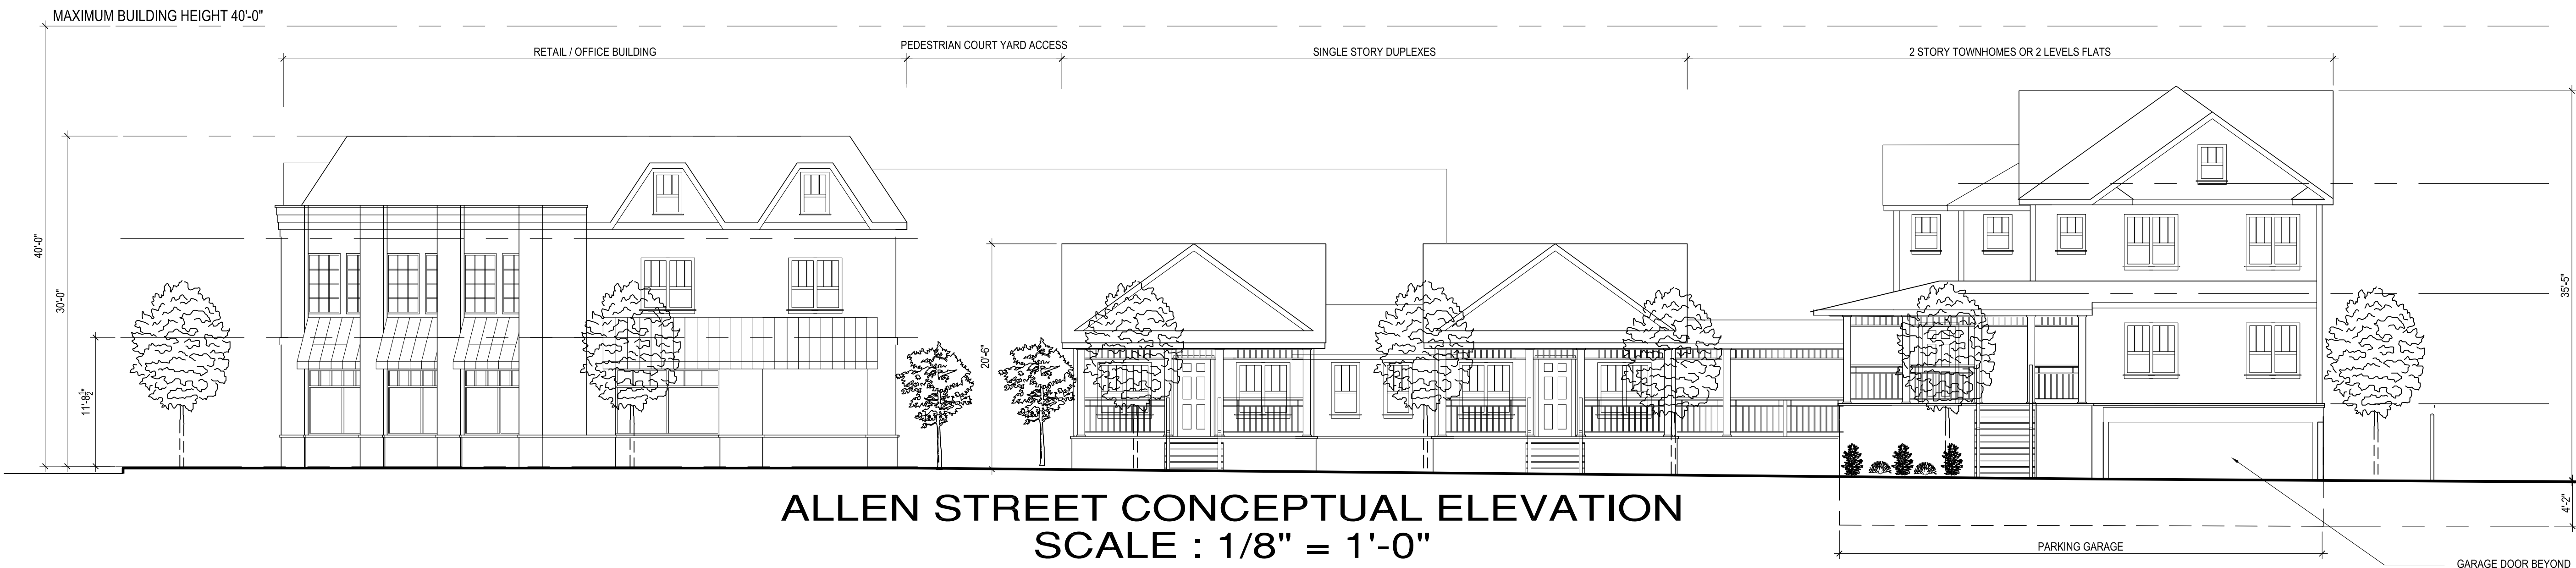 MAXIMUM BUILDING HEIGHT 40'-0"
RETAIL / OFFICE BUILDING
PEDESTRIAN COURT YARD ACCESS
SINGLE STORY DUPLEXES
2 STORY TOWNHOMES OR 2 LEVELS FLATS
40'-0"
30'-0"
11'-8½"
20'-6"
35'-5"
4'-2"
ALLEN STREET CONCEPTUAL ELEVATION
SCALE : 1/8" = 1'-0"
PARKING GARAGE
GARAGE DOOR BEYOND